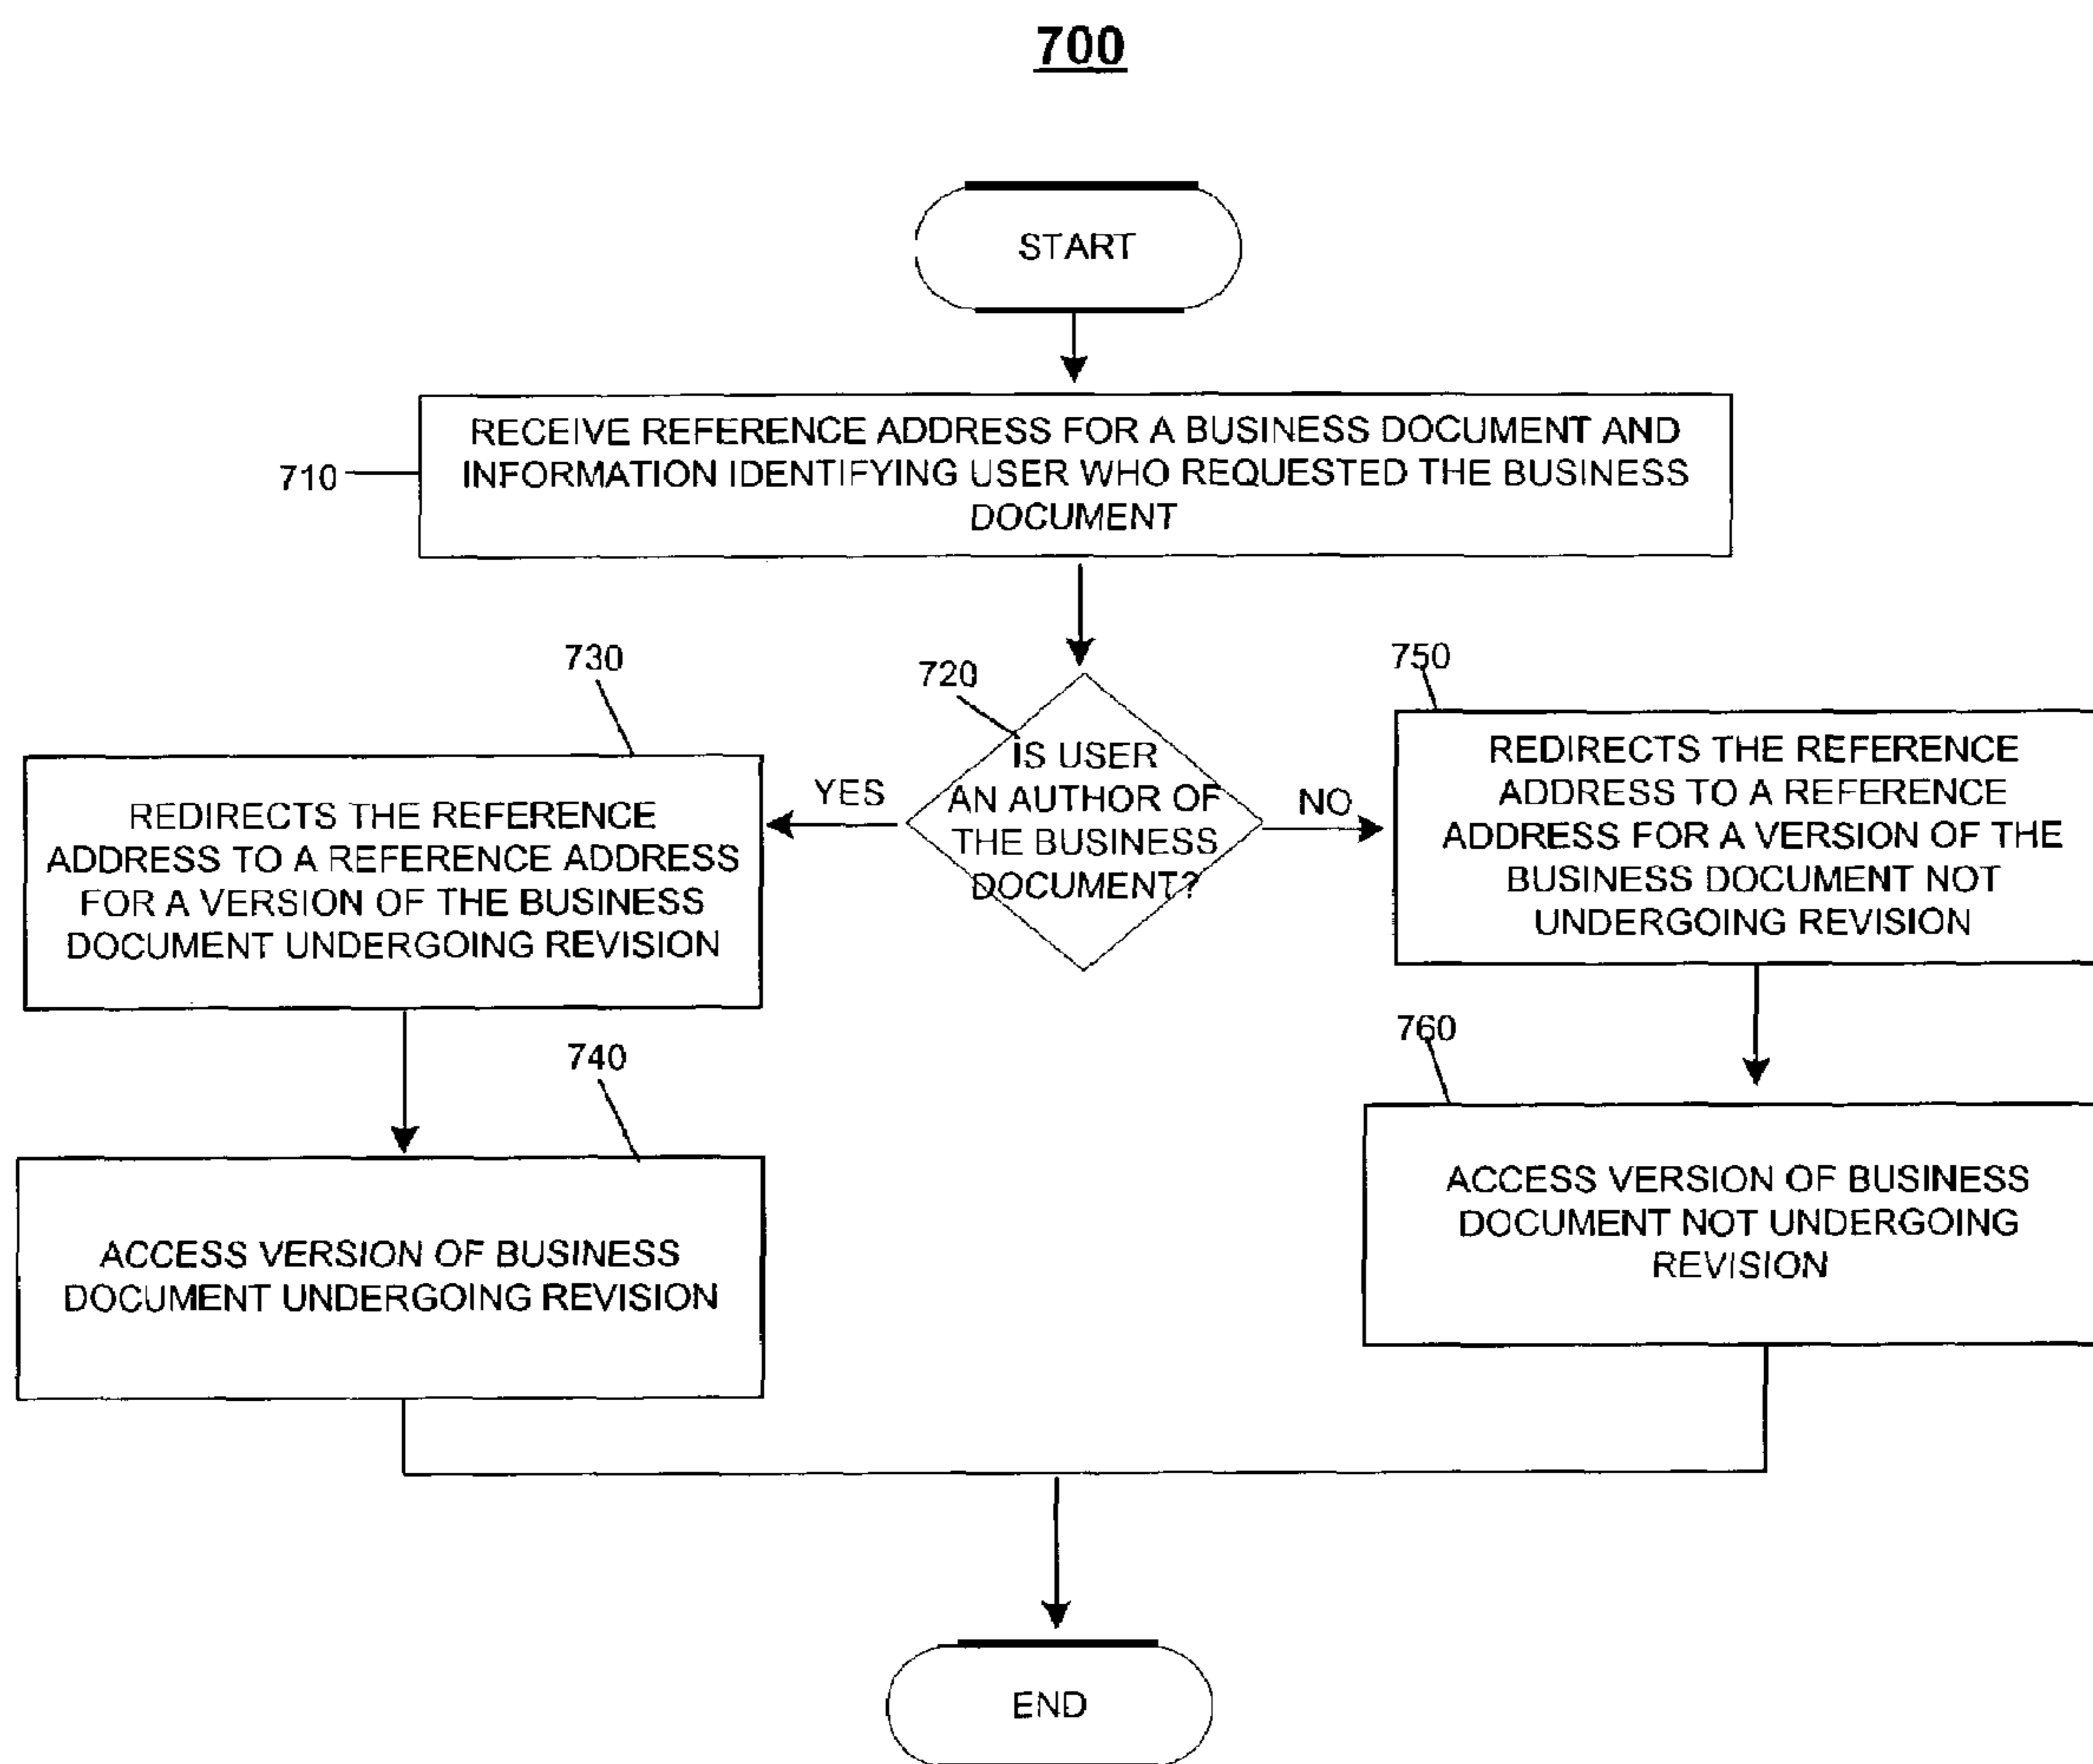 700
START
710
RECEIVE REFERENCE ADDRESS FOR A BUSINESS DOCUMENT AND
INFORMATION IDENTIFYING USER WHO REQUESTED THE BUSINESS
DOCUMENT
730
720
750
REDIRECTS THE REFERENCE
ADDRESS TO A REFERENCE ADDRESS
FOR A VERSION OF THE BUSINESS
DOCUMENT UNDERGOING REVISION
YES
IS USER
AN AUTHOR OF
THE BUSINESS
DOCUMENT?
NO
REDIRECTS THE REFERENCE
ADDRESS TO A REFERENCE
ADDRESS FOR A VERSION OF THE
BUSINESS DOCUMENT NOT
UNDERGOING REVISION
740
760
ACCESS VERSION OF BUSINESS
DOCUMENT UNDERGOING REVISION
ACCESS VERSION OF BUSINESS
DOCUMENT NOT UNDERGOING
REVISION
END